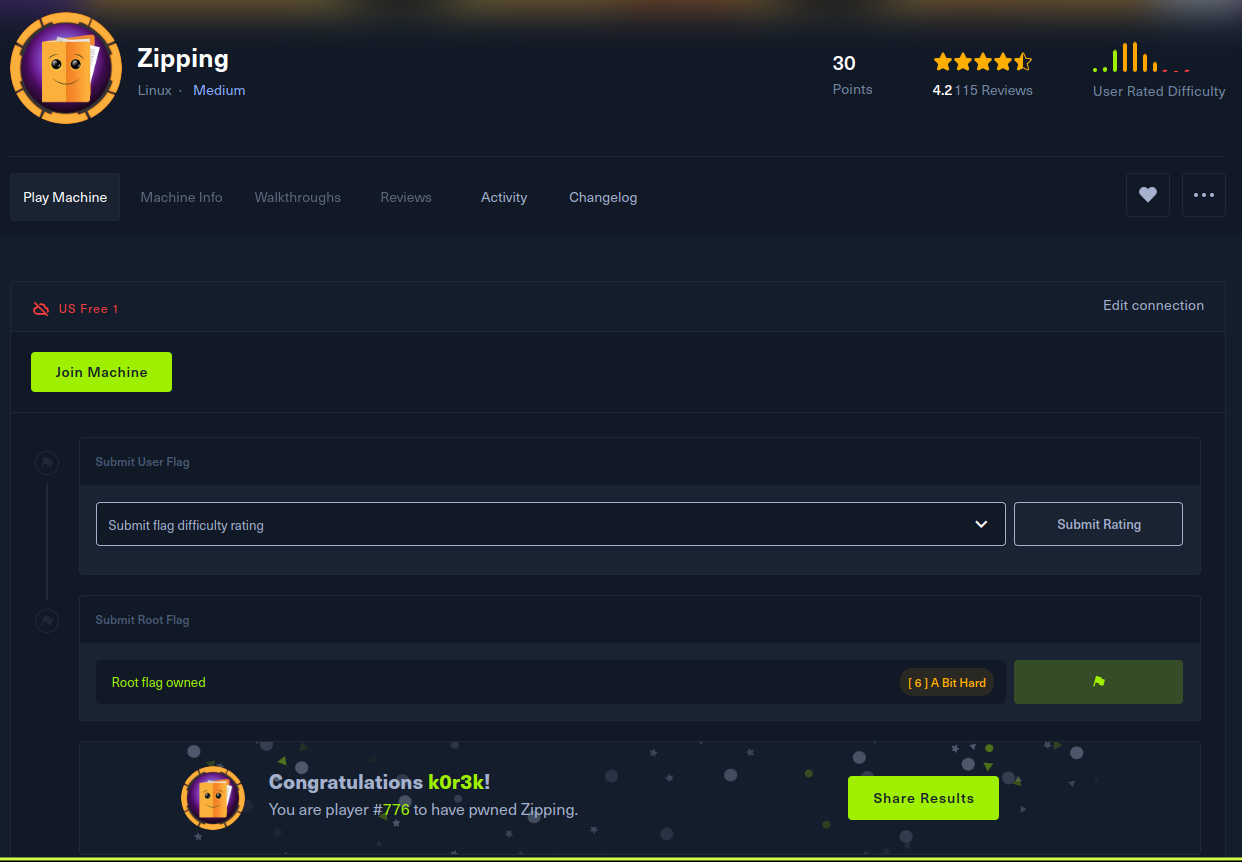 Zipping
Linux · Medium
30
Points
4.2 115 Reviews
User Rated Difficulty
Play Machine
Machine Info
Walkthroughs
Reviews
Activity
Changelog
US Free 1
Edit connection
Join Machine
Submit User Flag
Submit flag difficulty rating
Submit Rating
Submit Root Flag
Root flag owned
[ 6 ] A Bit Hard
Congratulations k0r3k!
You are player #776 to have pwned Zipping.
Share Results